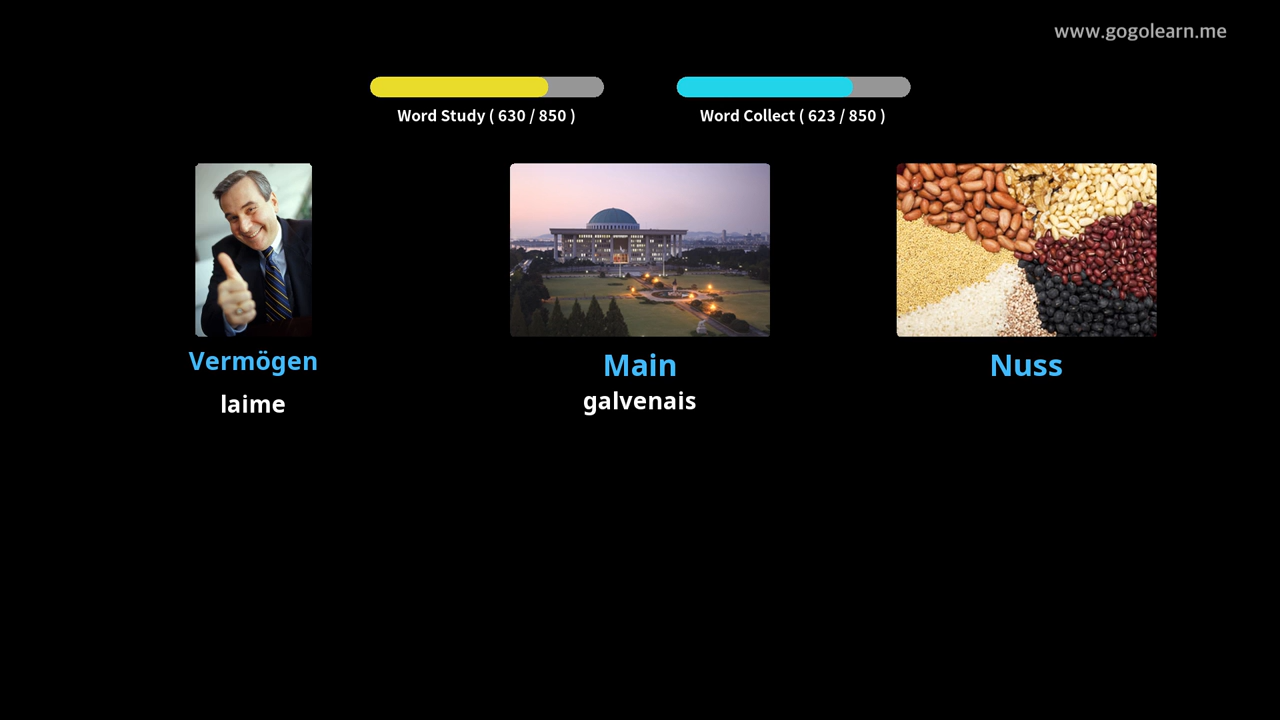 www.gogolearn.me
Word Study ( 630 / 850 )
Word Collect ( 623 / 850 )
Vermögen
laime
Main
galvenais
Nuss